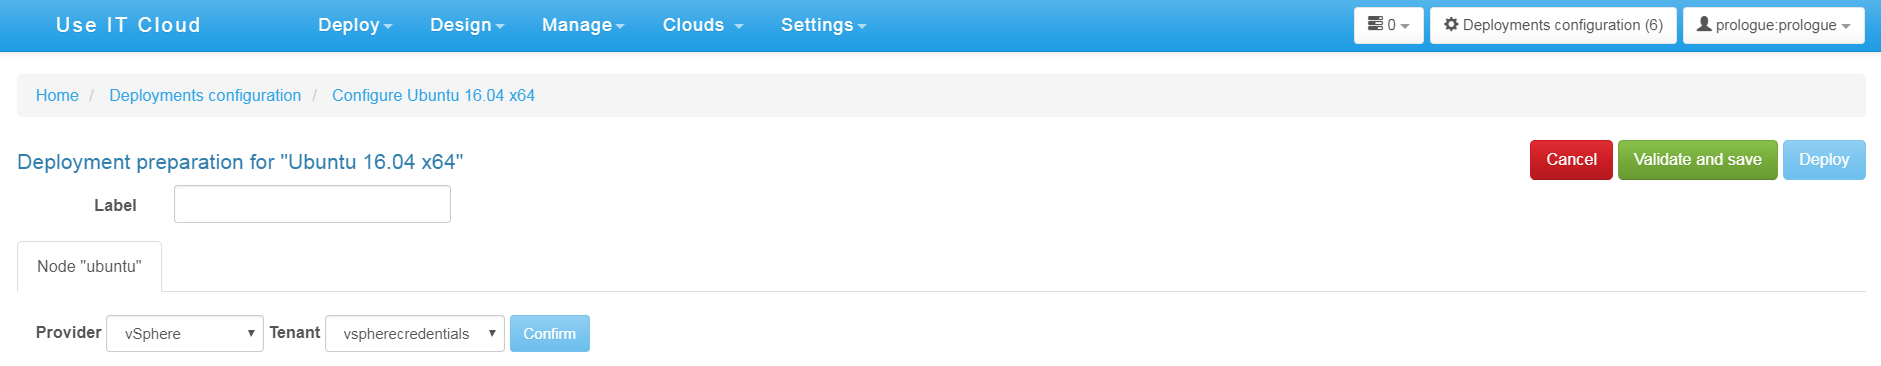 Use IT Cloud Deploy Design Manage Clouds Settings 0 Deployments configuration (6) prologue:prologue
Home / Deployments configuration / Configure Ubuntu 16.04 x64
Deployment preparation for "Ubuntu 16.04 x64" Cancel Validate and save Deploy
Label
Node "ubuntu"
Provider vSphere Tenant vspherecredentials Confirm